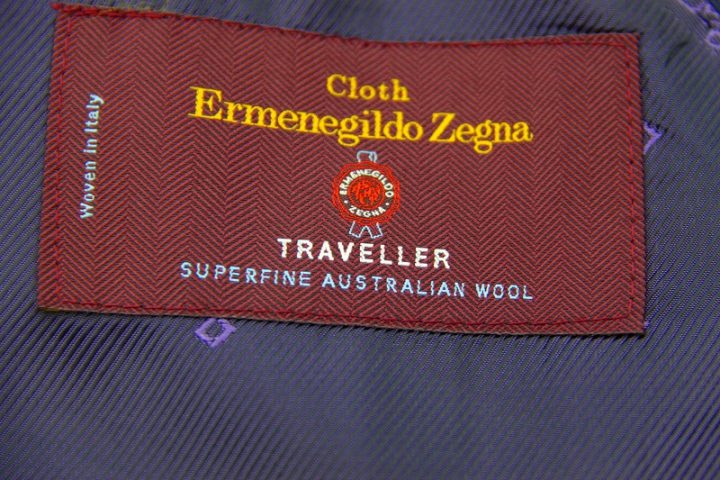 Cloth
Ermenegildo Zegna
Woven in Italy
ERMENEGILDO
ZEGNA
TRAVELLER
SUPERFINE AUSTRALIAN WOOL